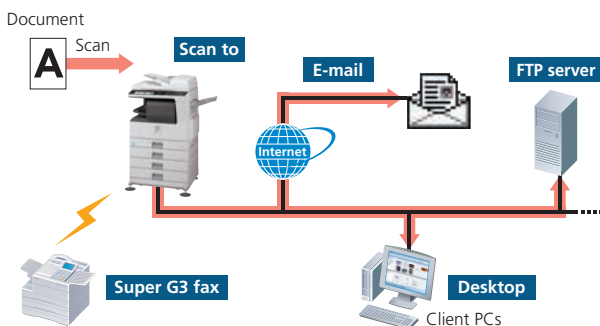 Document
A
Scan
Scan to
E-mail
FTP server
Internet
Super G3 fax
Desktop
Client PCs